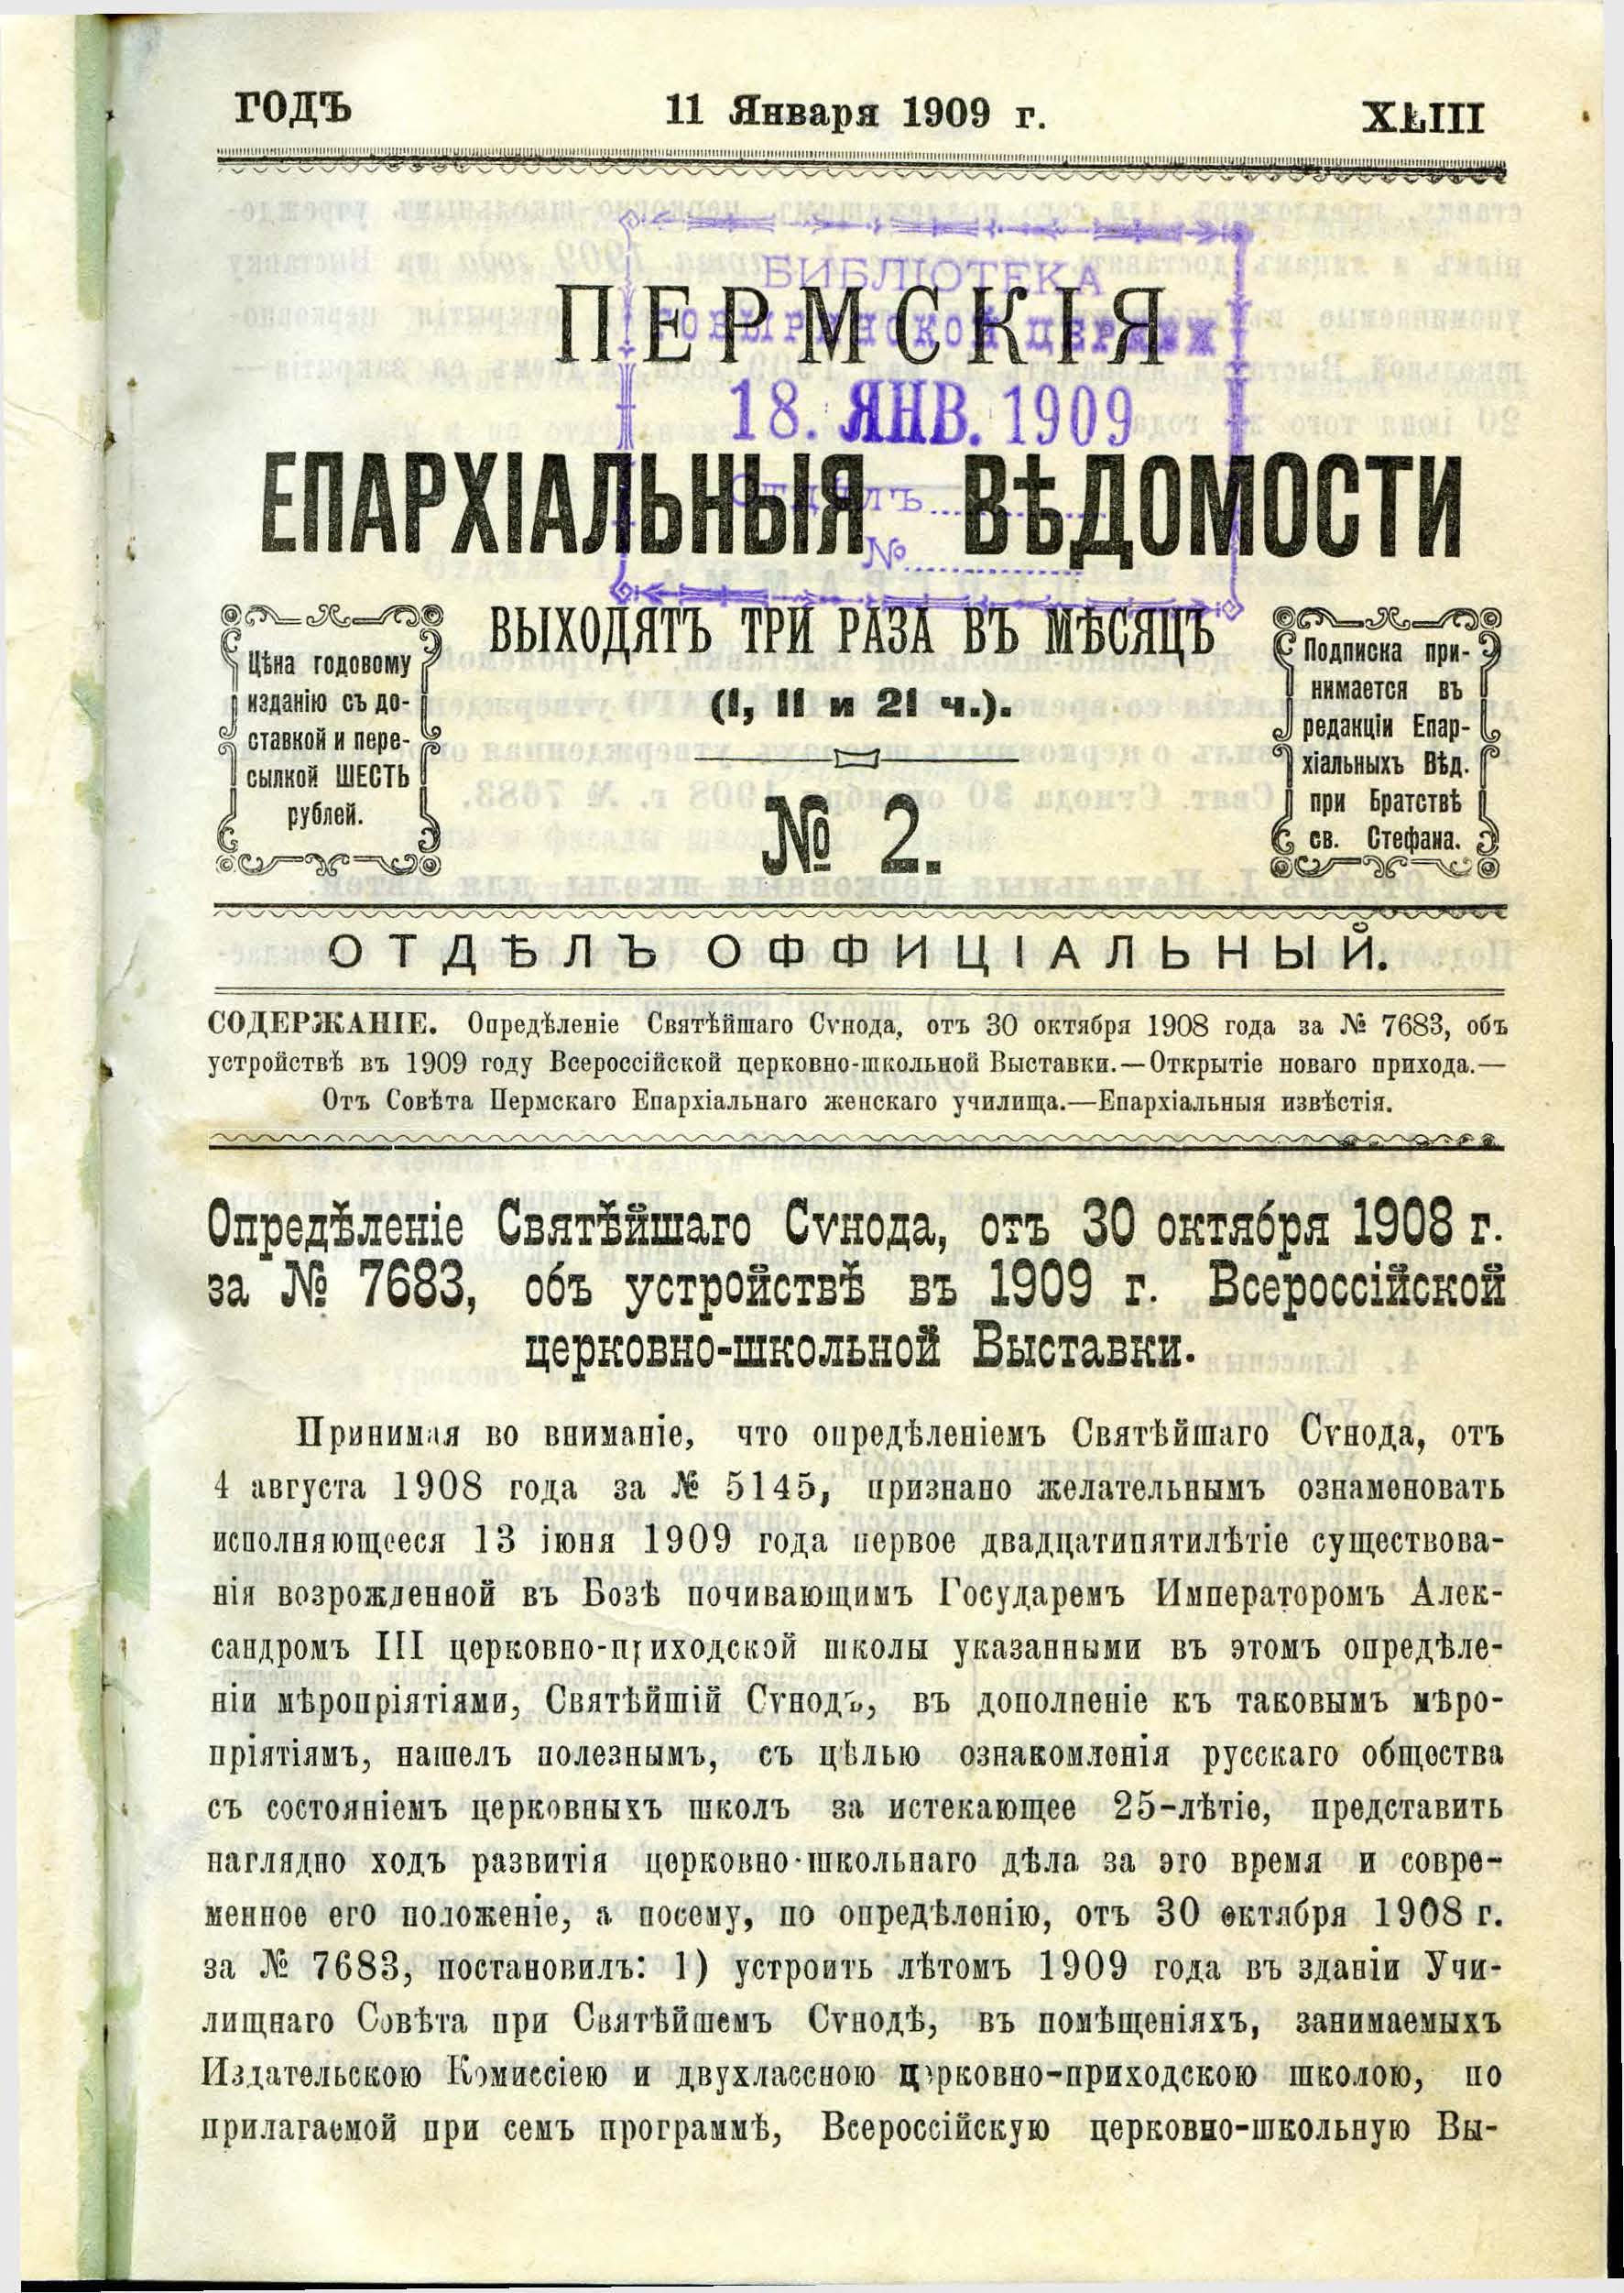 ГОДЪ 11 Января 1909 г. XLIII
БИБЛІОТЕКА
ПЕРМСКІЯ
ЦЕРКВИ
18. ЯНВ. 1909
ЕПАРХІАЛЬНЫЯ ВѢДОМОСТИ
Отдѣлъ
№
ВЫХОДЯТЪ ТРИ РАЗА ВЪ МѢСЯЦЪ
(1, 11 и 21 ч.).
№ 2.
Цѣна годовому
изданію съ до-
ставкой и пере-
сылкой ШЕСТЬ
рублей.
Подписка при-
нимается въ
редакціи Епар-
хіальныхъ Вѣд.
при Братствѣ
св. Стефана.
ОТДѢЛЪ ОФФИЦІАЛЬНЫЙ.
СОДЕРЖАНІЕ. Опредѣленіе Святѣйшаго Сѵнода, отъ 30 октября 1908 года за № 7683, объ
устройствѣ въ 1909 году Всероссійской церковно-школьной Выставки.—Открытіе новаго прихода.—
Отъ Совѣта Пермскаго Епархіальнаго женскаго училища.—Епархіальныя извѣстія.
Опредѣленіе Святѣйшаго Сѵнода, отъ 30 октября 1908 г.
за № 7683, объ устройствѣ въ 1909 г. Всероссійской
церковно-школьной Выставки.
Принимая во вниманіе, что опредѣленіемъ Святѣйшаго Сѵнода, отъ
4 августа 1908 года за № 5145, признано желательнымъ ознаменовать
исполняющееся 13 іюня 1909 года первое двадцатипятилѣтіе существова-
нія возрожденной въ Бозѣ почивающимъ Государемъ Императоромъ Алек-
сандромъ III церковно-приходской школы указанными въ этомъ опредѣле-
ніи мѣропріятіями, Святѣйшій Сѵнодъ, въ дополненіе къ таковымъ мѣро-
пріятіямъ, нашелъ полезнымъ, съ цѣлью ознакомленія русскаго общества
съ состояніемъ церковныхъ школъ за истекающее 25-лѣтіе, представить
наглядно ходъ развитія церковно-школьнаго дѣла за это время и совре-
менное его положеніе, а посему, по опредѣленію, отъ 30 октября 1908 г.
за № 7683, постановилъ: 1) устроить лѣтомъ 1909 года въ зданіи Учи-
лищнаго Совѣта при Святѣйшемъ Сѵнодѣ, въ помѣщеніяхъ, занимаемыхъ
Издательскою Комиссіею и двухлассною церковно-приходскою школою, по
прилагаемой при семъ программѣ, Всероссійскую церковно-школьную Вы-